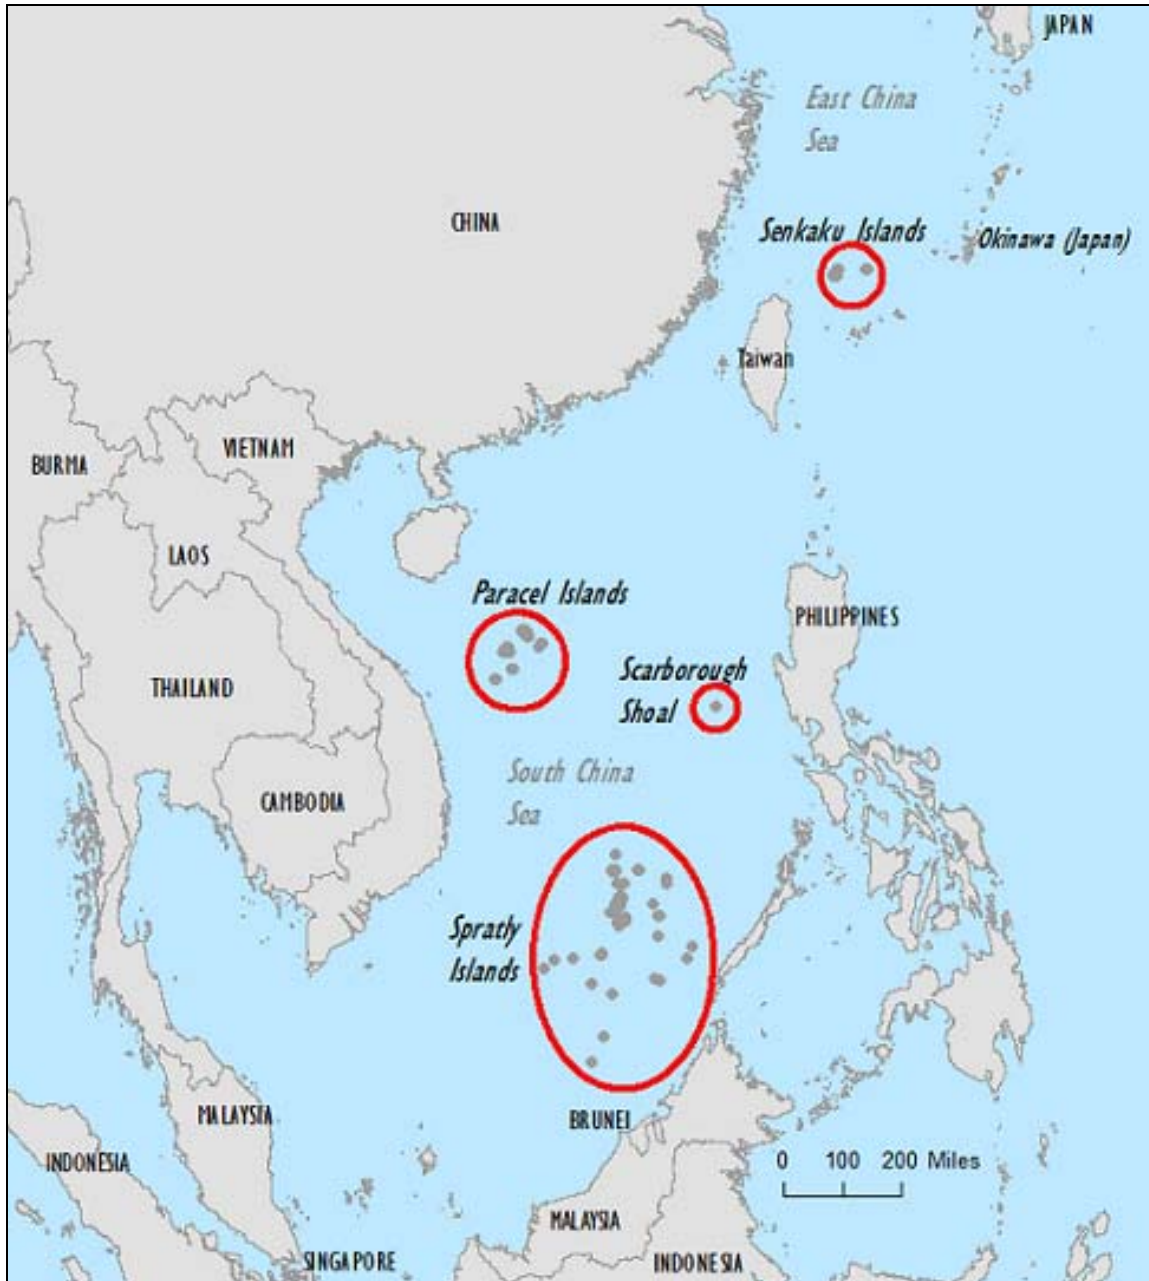 JAPAN
East China
Sea
CHINA
Senkaku Islands
Okinawa (Japan)
Taiwan
VIETNAM
BURMA
LAOS
Paracel Islands
PHILIPPINES
Scarborough
Shoal
THAILAND
South China
Sea
CAMBODIA
Spratly
Islands
MALAYSIA
BRUNEI
INDONESIA
0 100 200 Miles
MALAYSIA
SINGAPORE
INDONESIA